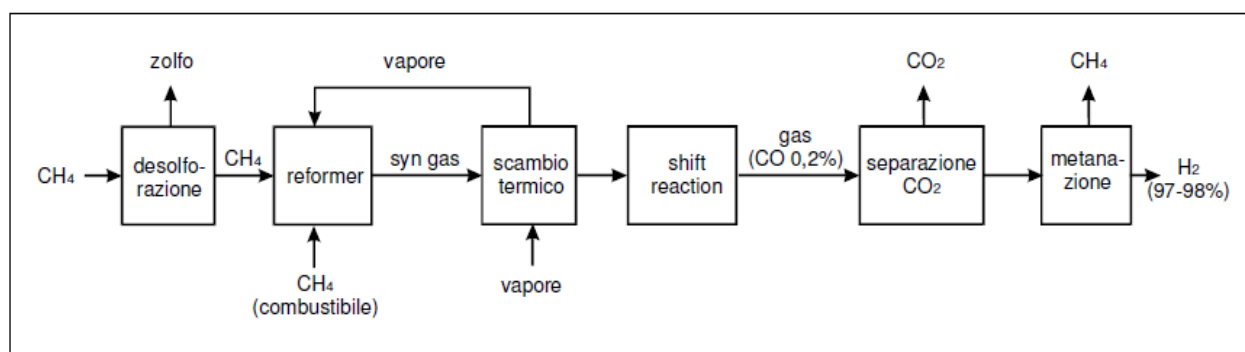 zolfo
vapore
CO2
CH4
CH4
desolfo-
razione
CH4
reformer
syn gas
scambio
termico
shift
reaction
gas
(CO 0,2%)
separazione
CO2
metana-
zione
H2
(97-98%)
CH4
(combustibile)
vapore